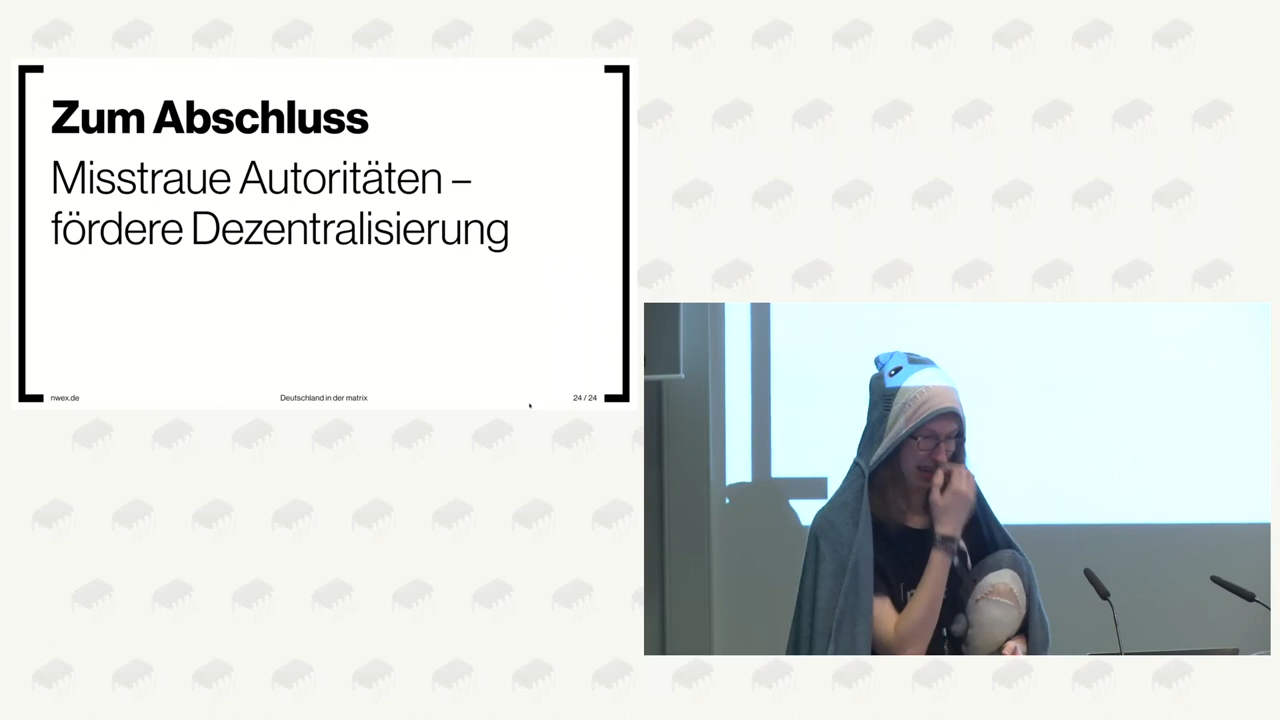 Zum Abschluss
Misstraue Autoritäten –
fördere Dezentralisierung
nwex.de
Deutschland in der matrix
24 / 24